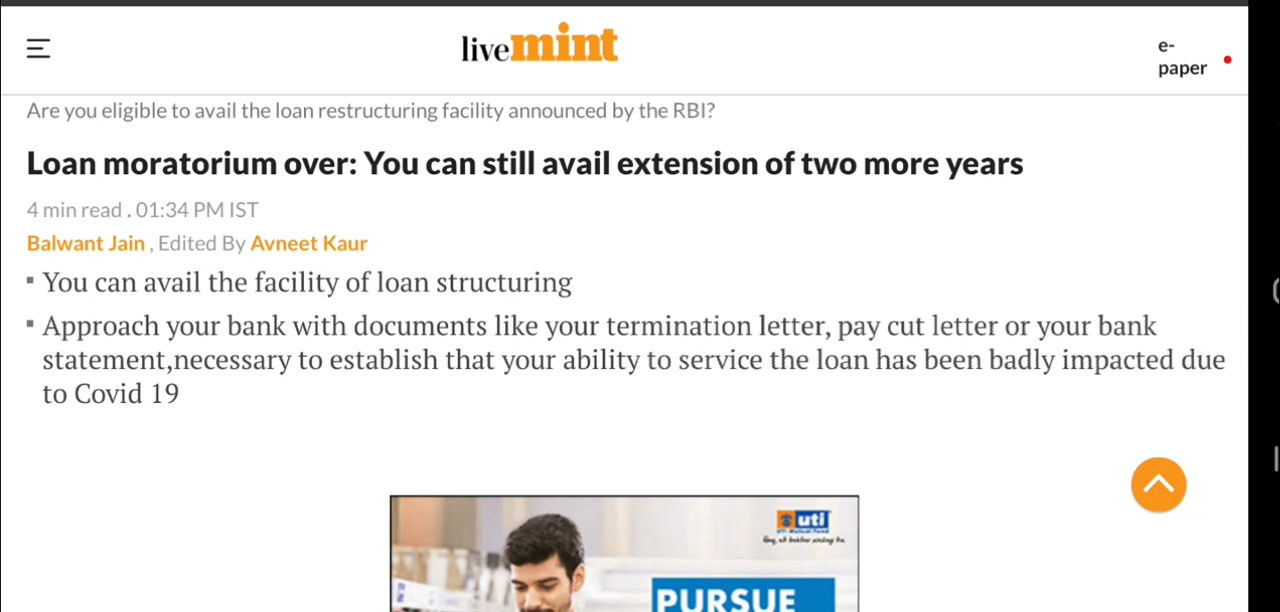 livemint
e-
paper
Are you eligible to avail the loan restructuring facility announced by the RBI?
Loan moratorium over: You can still avail extension of two more years
4 min read . 01:34 PM IST
Balwant Jain , Edited By Avneet Kaur
▪ You can avail the facility of loan structuring
▪ Approach your bank with documents like your termination letter, pay cut letter or your bank
statement,necessary to establish that your ability to service the loan has been badly impacted due
to Covid 19
uti
UTI Mutual Fund
PURSUE